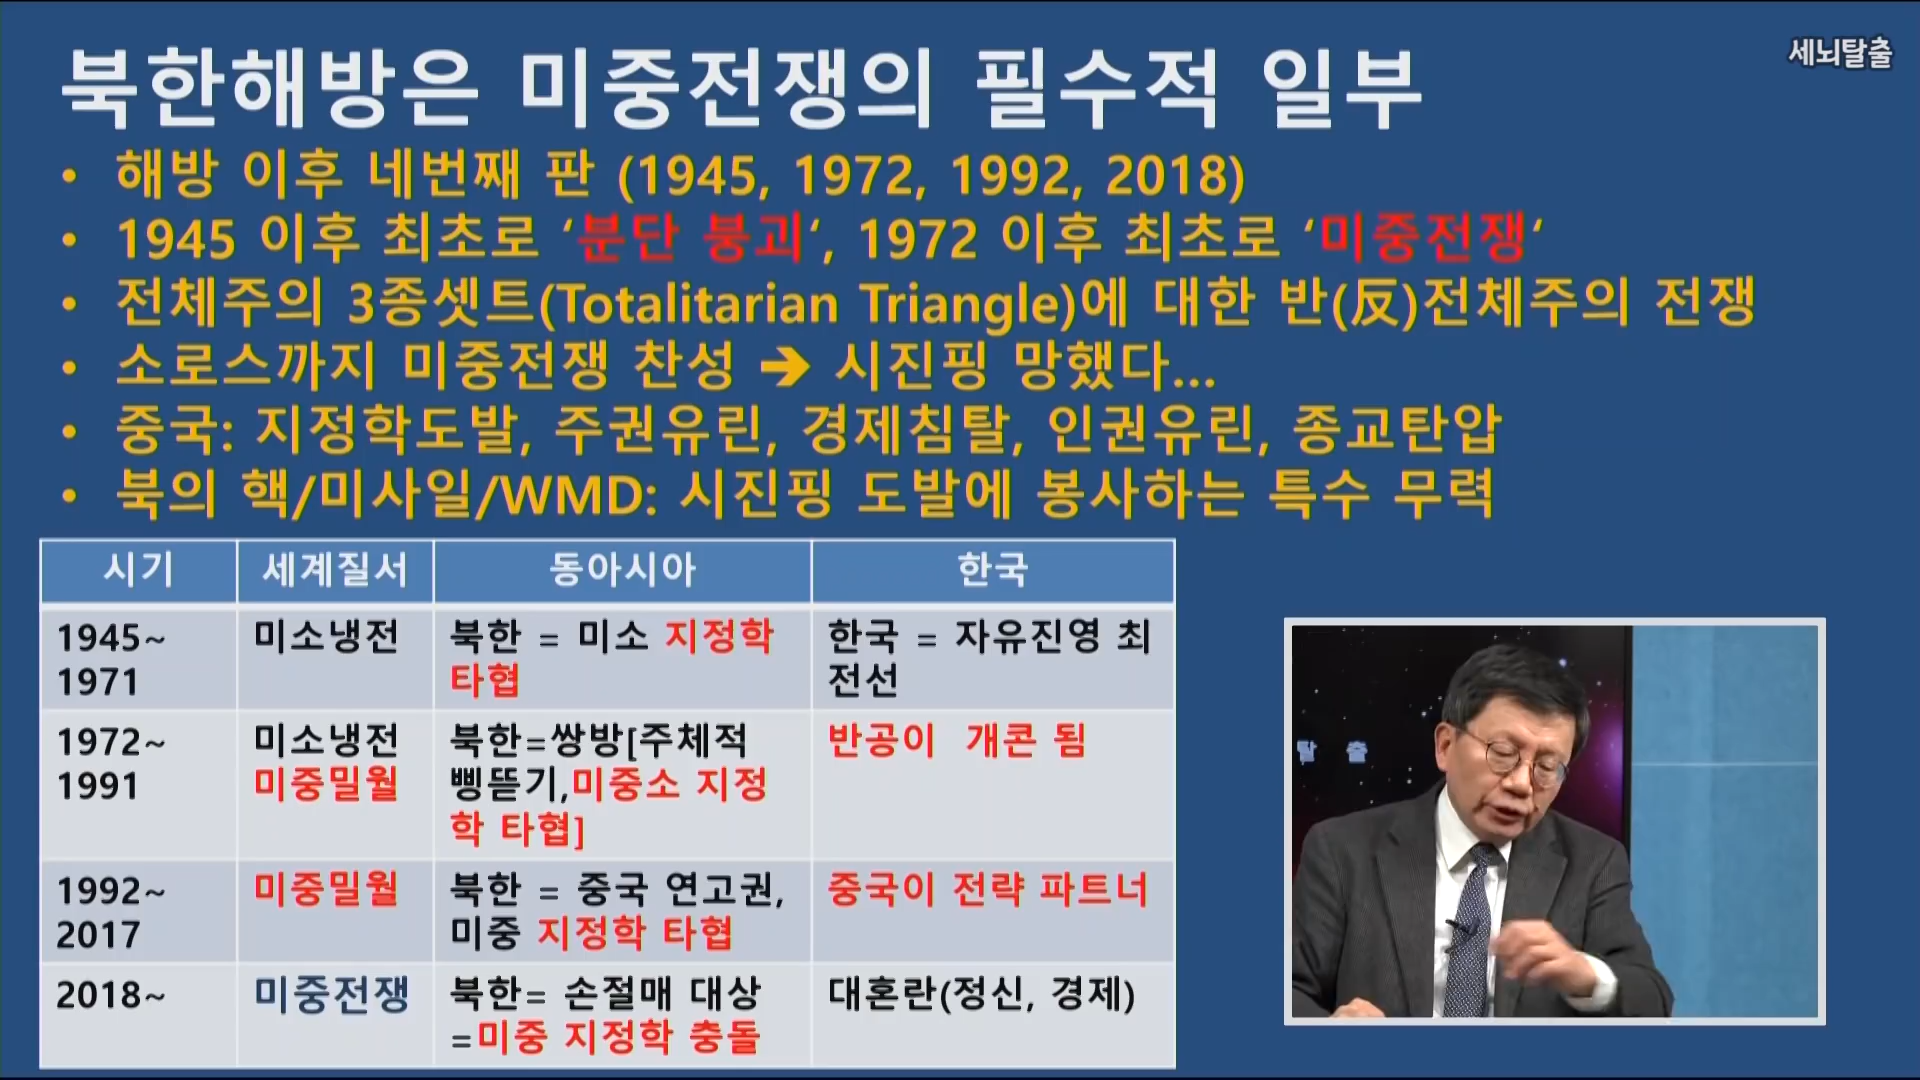 북한해방은 미중전쟁의 필수적 일부
세뇌탈출
• 해방 이후 네번째 판 (1945, 1972, 1992, 2018)
• 1945 이후 최초로 ‘분단 붕괴‘, 1972 이후 최초로 ‘미중전쟁‘
• 전체주의 3종셋트(Totalitarian Triangle)에 대한 반(反)전체주의 전쟁
• 소로스까지 미중전쟁 찬성 ➔ 시진핑 망했다...
• 중국: 지정학도발, 주권유린, 경제침탈, 인권유린, 종교탄압
• 북의 핵/미사일/WMD: 시진핑 도발에 봉사하는 특수 무력
시기 세계질서 동아시아 한국
1945~
1971
미소냉전
북한 = 미소 지정학
타협
한국 = 자유진영 최
전선
1972~
1991
미소냉전
미중밀월
북한=쌍방[주체적
삥뜯기,미중소 지정
학 타협]
반공이 개콘 됨
1992~
2017
미중밀월
북한 = 중국 연고권,
미중 지정학 타협
중국이 전략 파트너
2018~
미중전쟁
북한= 손절매 대상
=미중 지정학 충돌
대혼란(정신, 경제)
탈 출